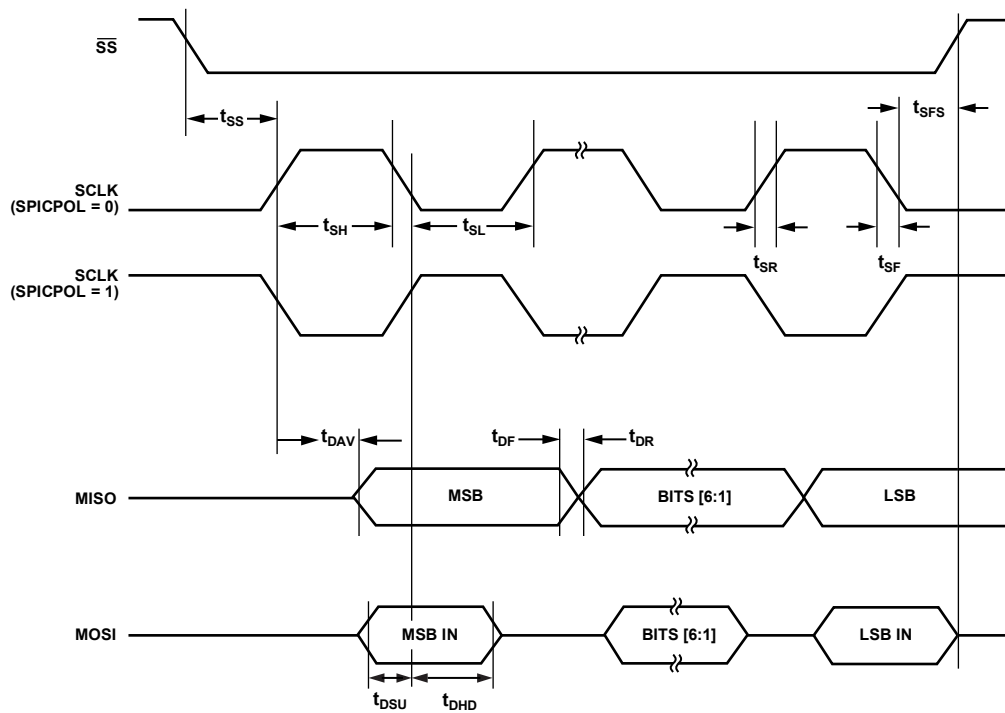 SS
tSS
tSFS
SCLK
(SPICPOL = 0)
tSH
tSL
tSR
tSF
SCLK
(SPICPOL = 1)
tDAV
tDF
tDR
MISO
MSB
BITS [6:1]
LSB
MOSI
MSB IN
BITS [6:1]
LSB IN
tDSU
tDHD